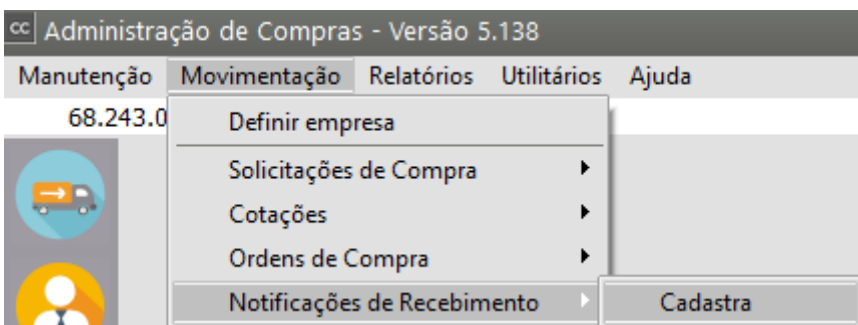 cc Administração de Compras - Versão 5.138
Manutenção Movimentação Relatórios Utilitários Ajuda
68.243.0
Definir empresa
Solicitações de Compra
Cotações
Ordens de Compra
Notificações de Recebimento Cadastra